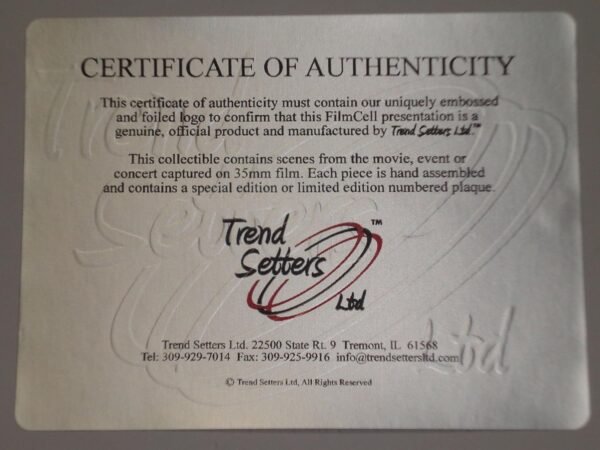 CERTIFICATE OF AUTHENTICITY
This certificate of authenticity must contain our uniquely embossed
and foiled logo to confirm that this FilmCell presentation is a
genuine, official product and manufactured by Trend Setters Ltd.™
This collectible contains scenes from the movie, event or
concert captured on 35mm film. Each piece is hand assembled
and contains a special edition or limited edition numbered plaque.
Trend
Setters
Ltd
™
Trend Setters Ltd. 22500 State Rt. 9 Tremont, IL 61568
Tel: 309-929-7014 Fax: 309-925-9916 info@trendsettersltd.com
© Trend Setters Ltd, All Rights Reserved
Trend
Setters
Ltd